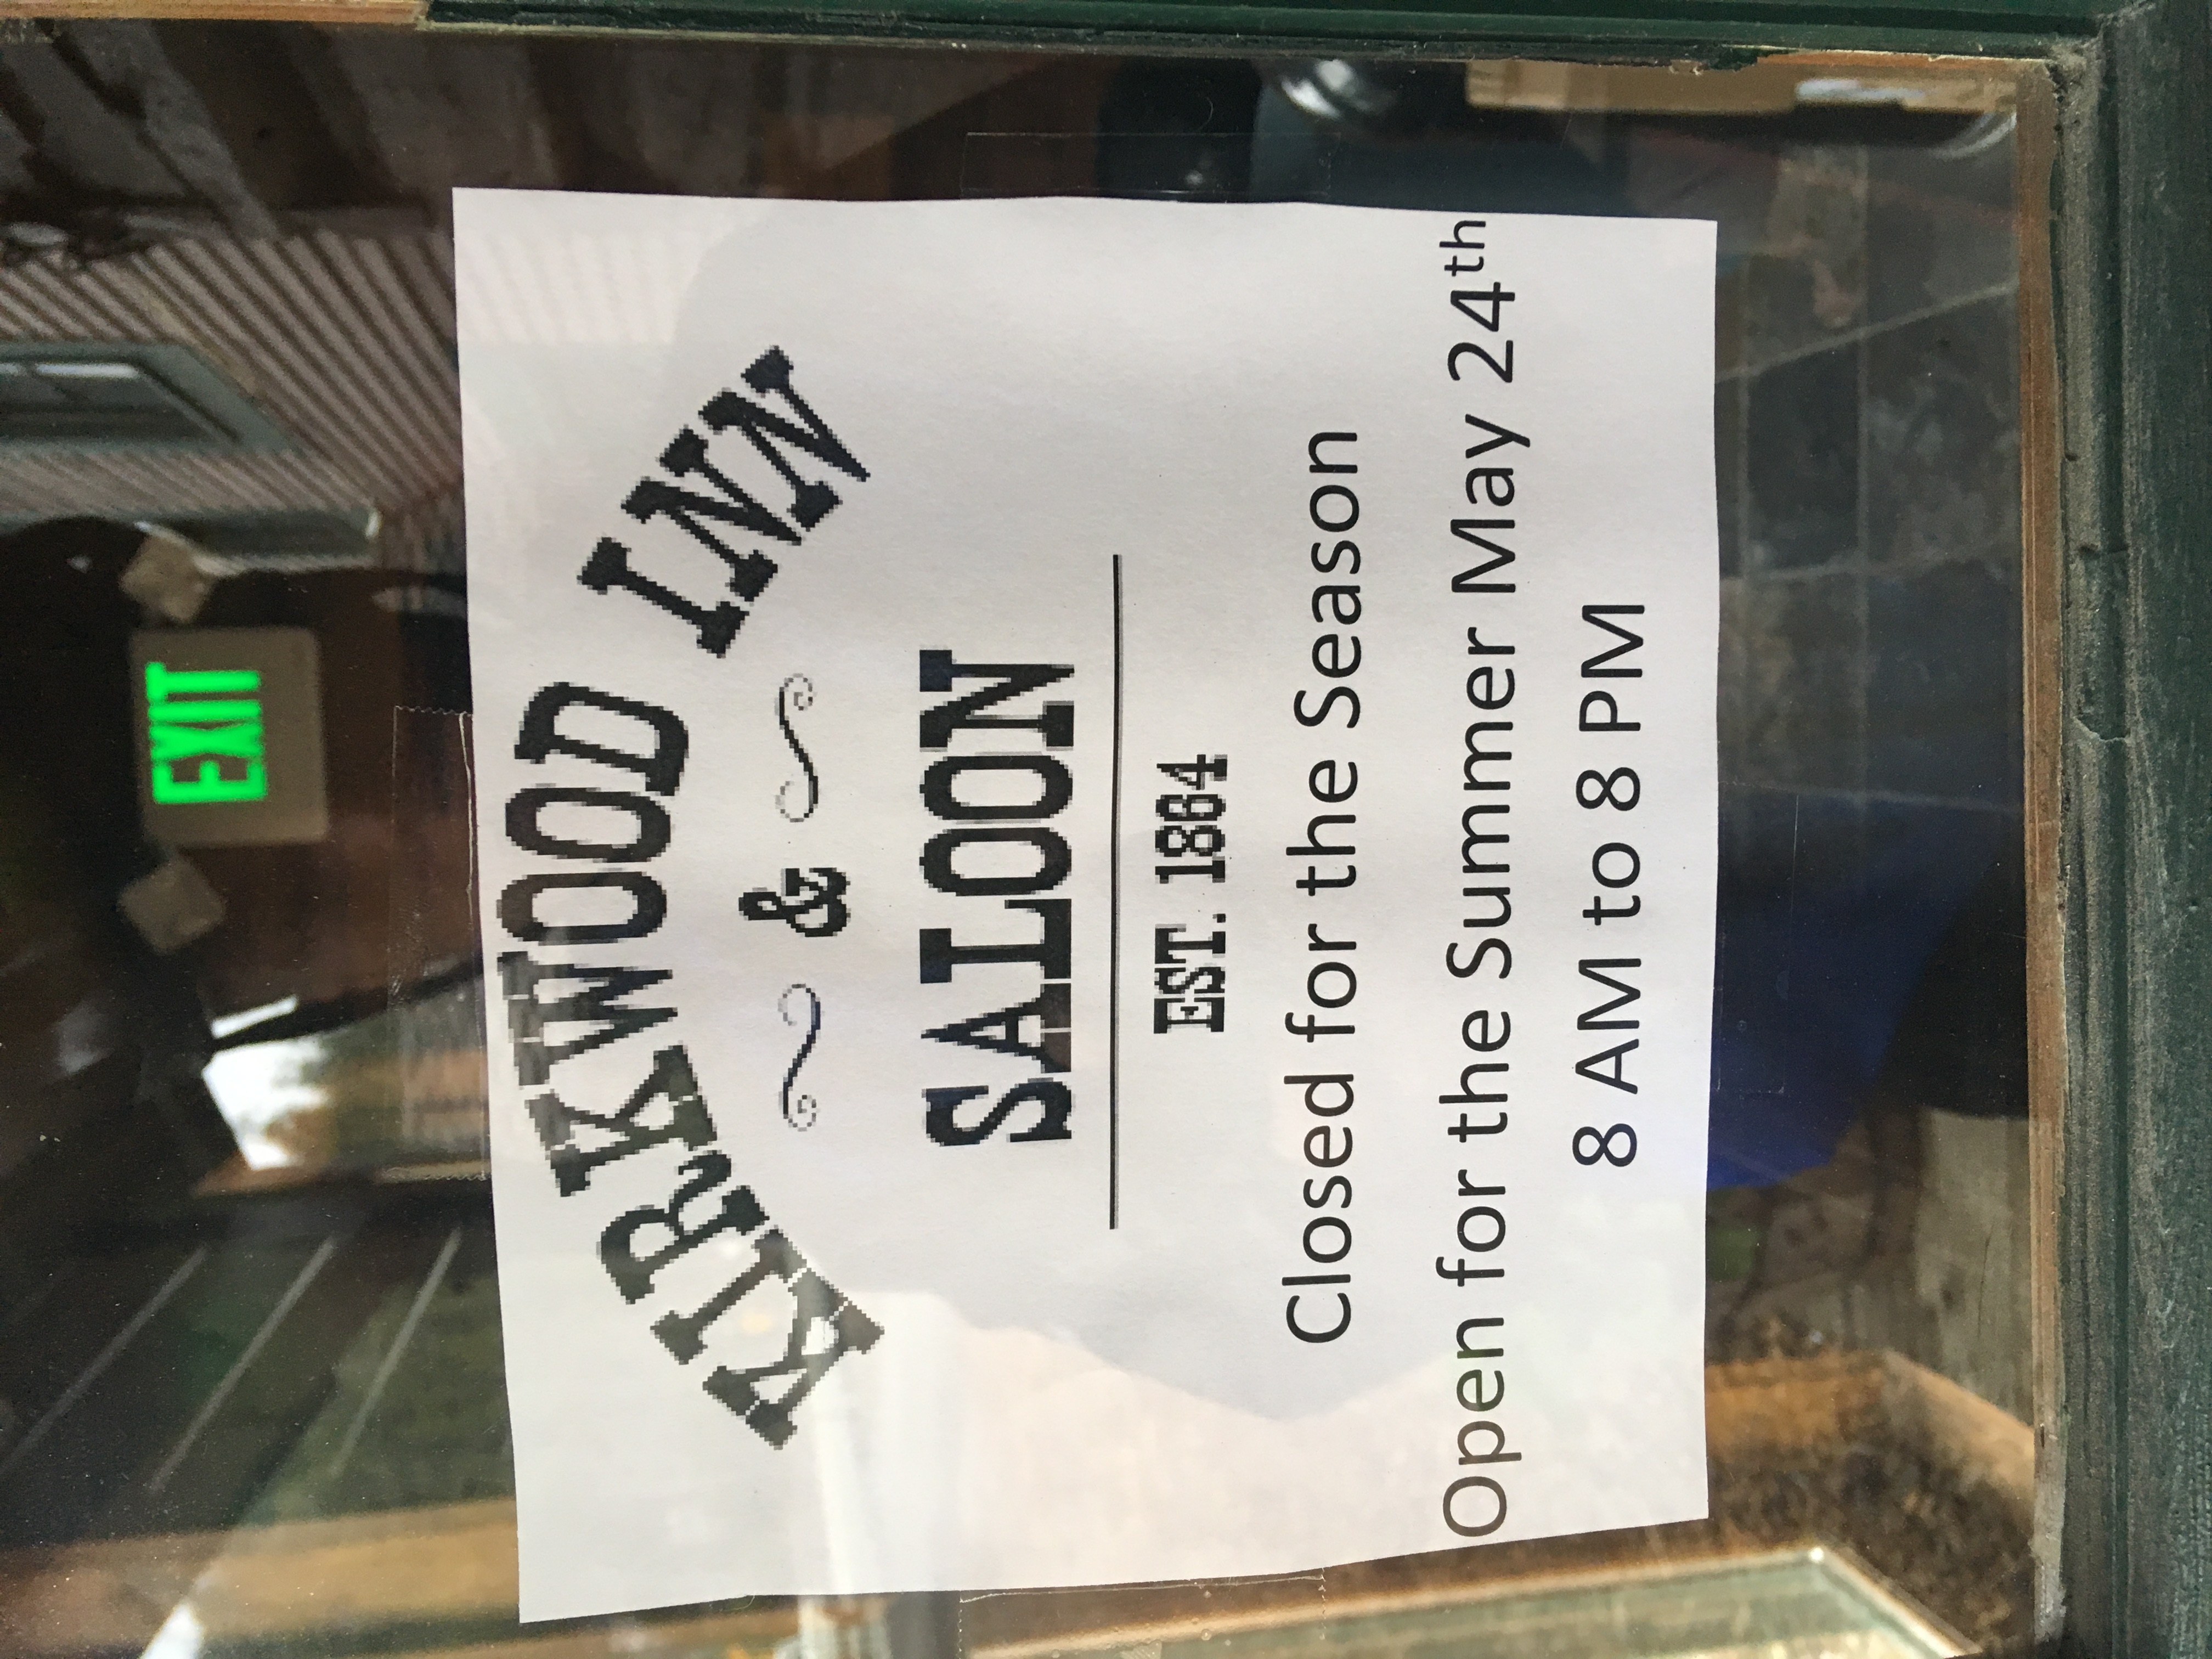 EXIT
KIRKWOOD INN
&
SALOON
EST. 1864
Closed for the Season
Open for the Summer May 24th
8 AM to 8 PM